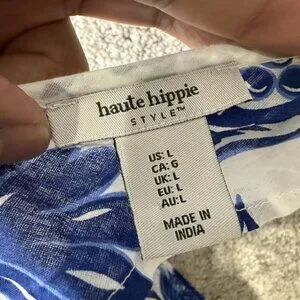 haute hippie
STYLE™
US: L
CA: G
UK: L
EU: L
AU: L
MADE IN
INDIA